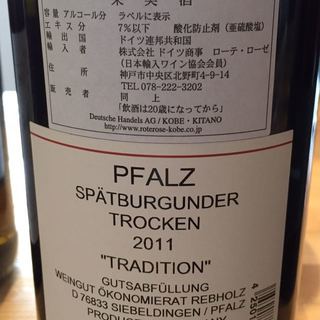 果 実 酒
容量 アルコール分 ラベルに表示
エキス分 7%以下 酸化防止剤（亜硫酸塩）
輸出国 ドイツ連邦共和国
輸入者 株式会社 ドイツ商事 ローテ・ローゼ
（日本輸入ワイン協会会員）
住所 神戸市中央区北野町4-9-14
TEL 078-222-3202
販売者 同 上
「飲酒は20歳になってから」
Deutsche Handels AG / KOBE・KITANO
http://www.roterose-kobe.co.jp
PFALZ
SPÄTBURGUNDER
TROCKEN
2011
"TRADITION"
GUTSABFÜLLUNG
WEINGUT ÖKONOMIERAT REBHOLZ
D 76833 SIEBELDINGEN / PFALZ